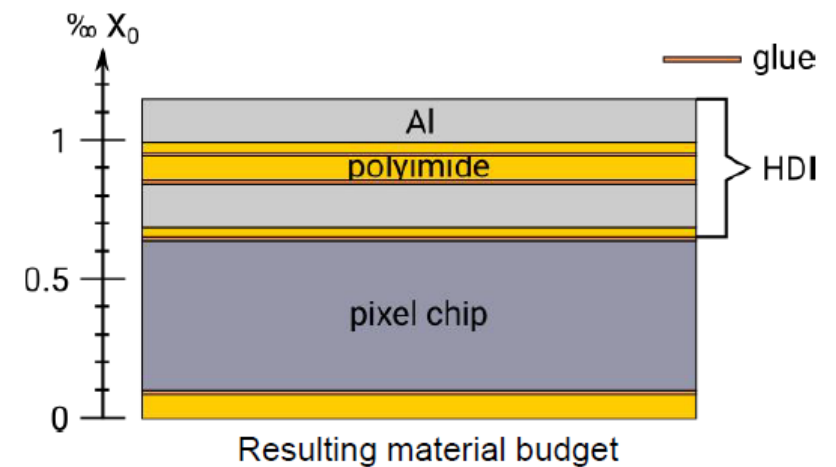 ‰ X₀
glue
Al
1
polyimide
HDI
0.5
pixel chip
0
Resulting material budget